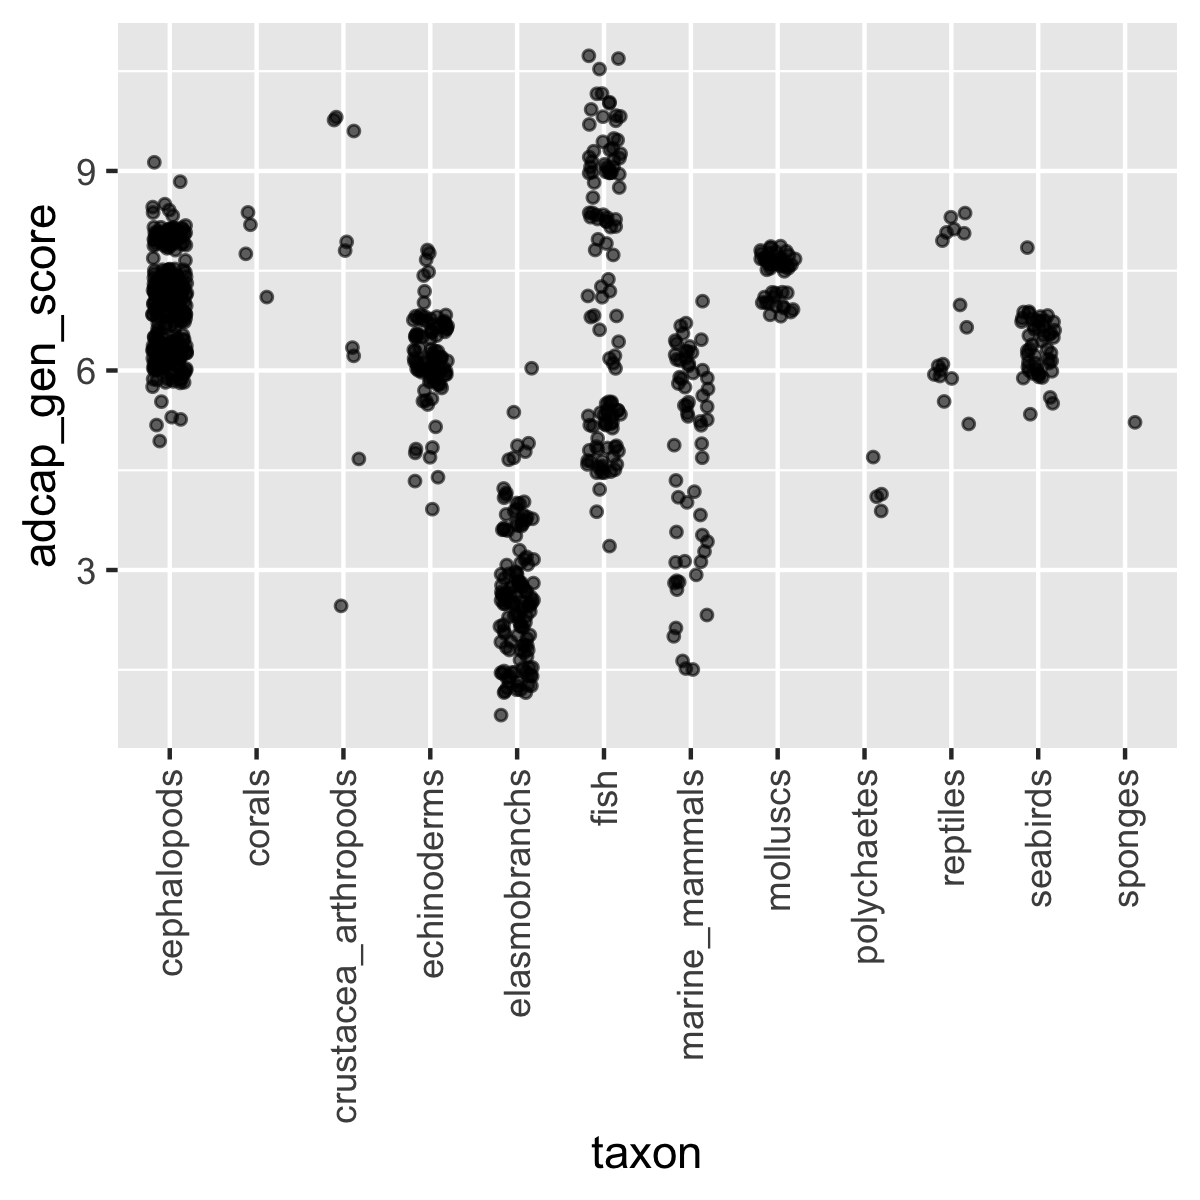 adcap_gen_score
9
6
3
cephalopods
corals
crustacea_arthropods
echinoderms
elasmobranchs
fish
marine_mammals
molluscs
polychaetes
reptiles
seabirds
sponges
taxon